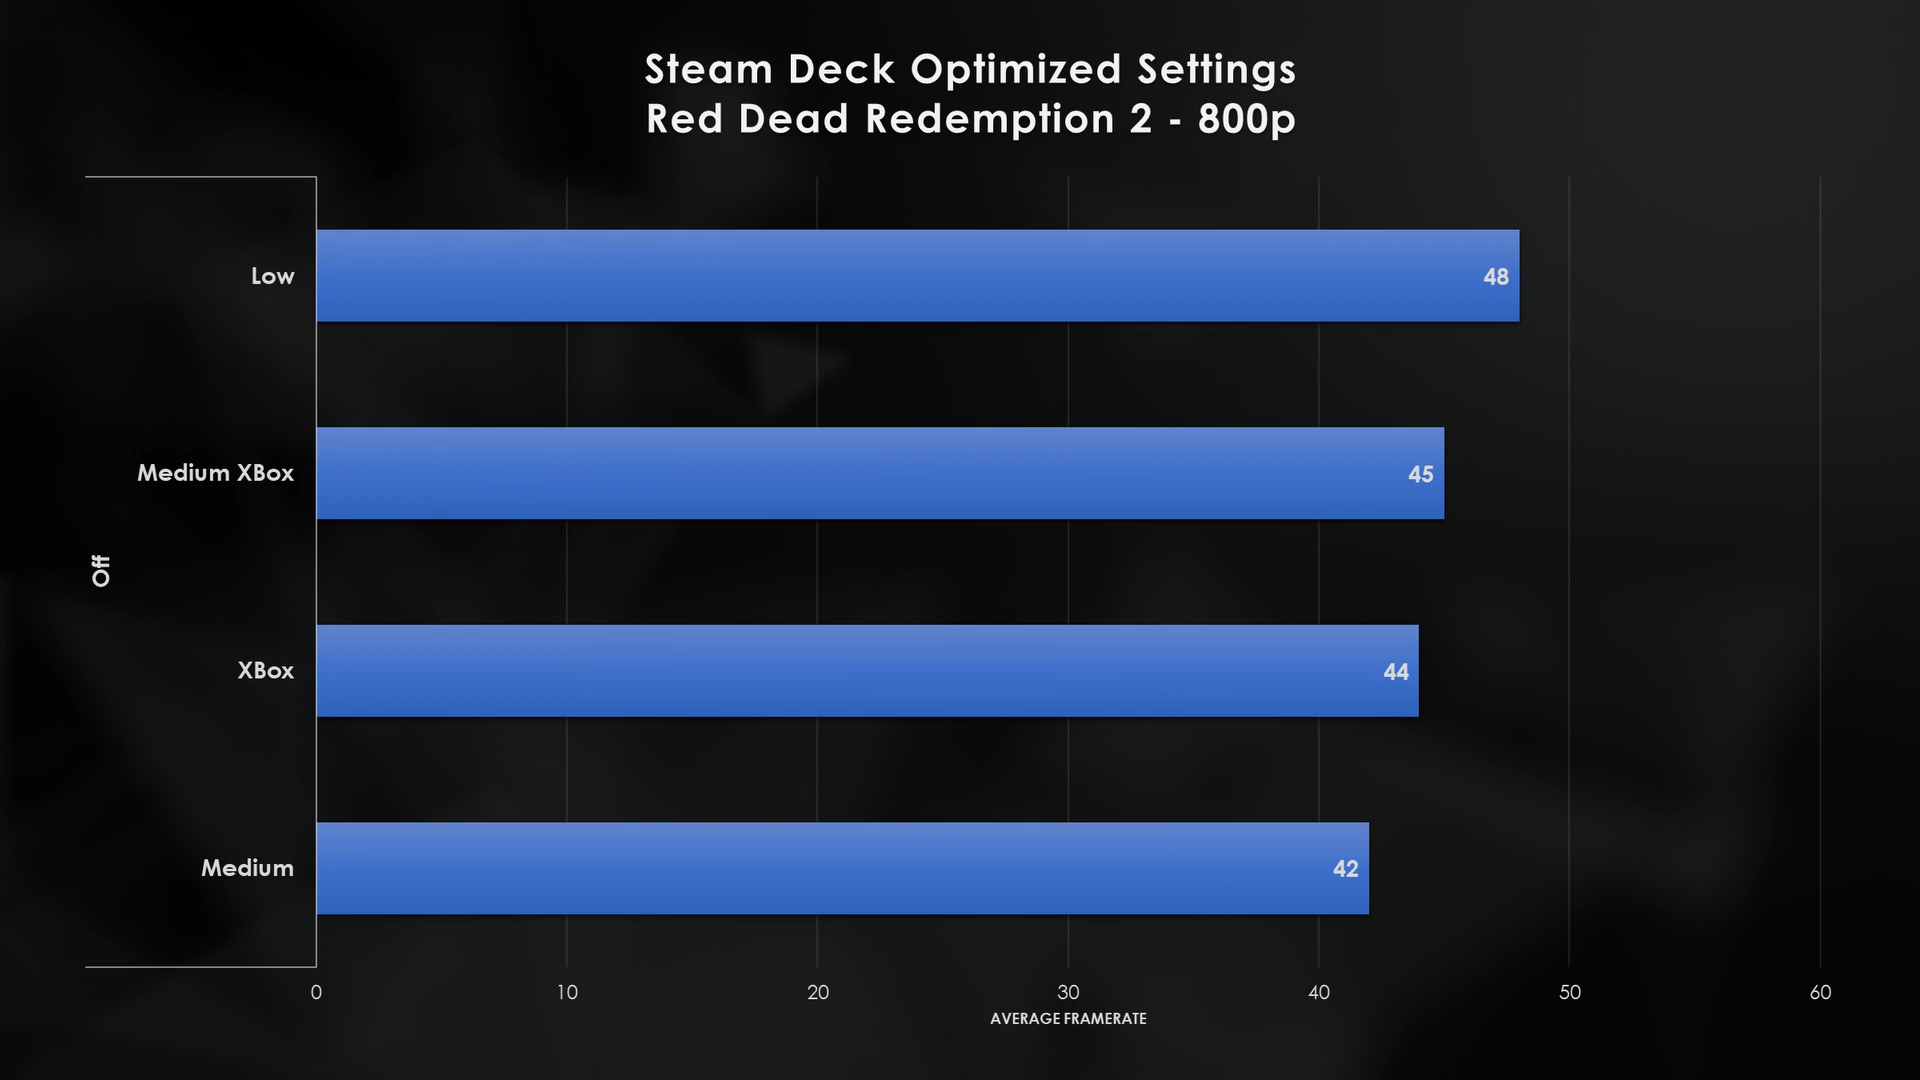 Steam Deck Optimized Settings
Red Dead Redemption 2 - 800p
Off
Low
48
Medium XBox
45
XBox
44
Medium
42
0 10 20 30 40 50 60
AVERAGE FRAMERATE